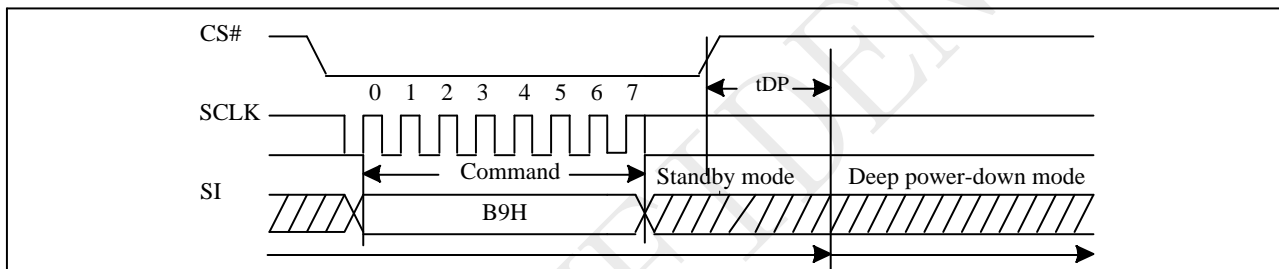 CS#
tDP
0 1 2 3 4 5 6 7
SCLK
Command
Standby mode
Deep power-down mode
SI
B9H